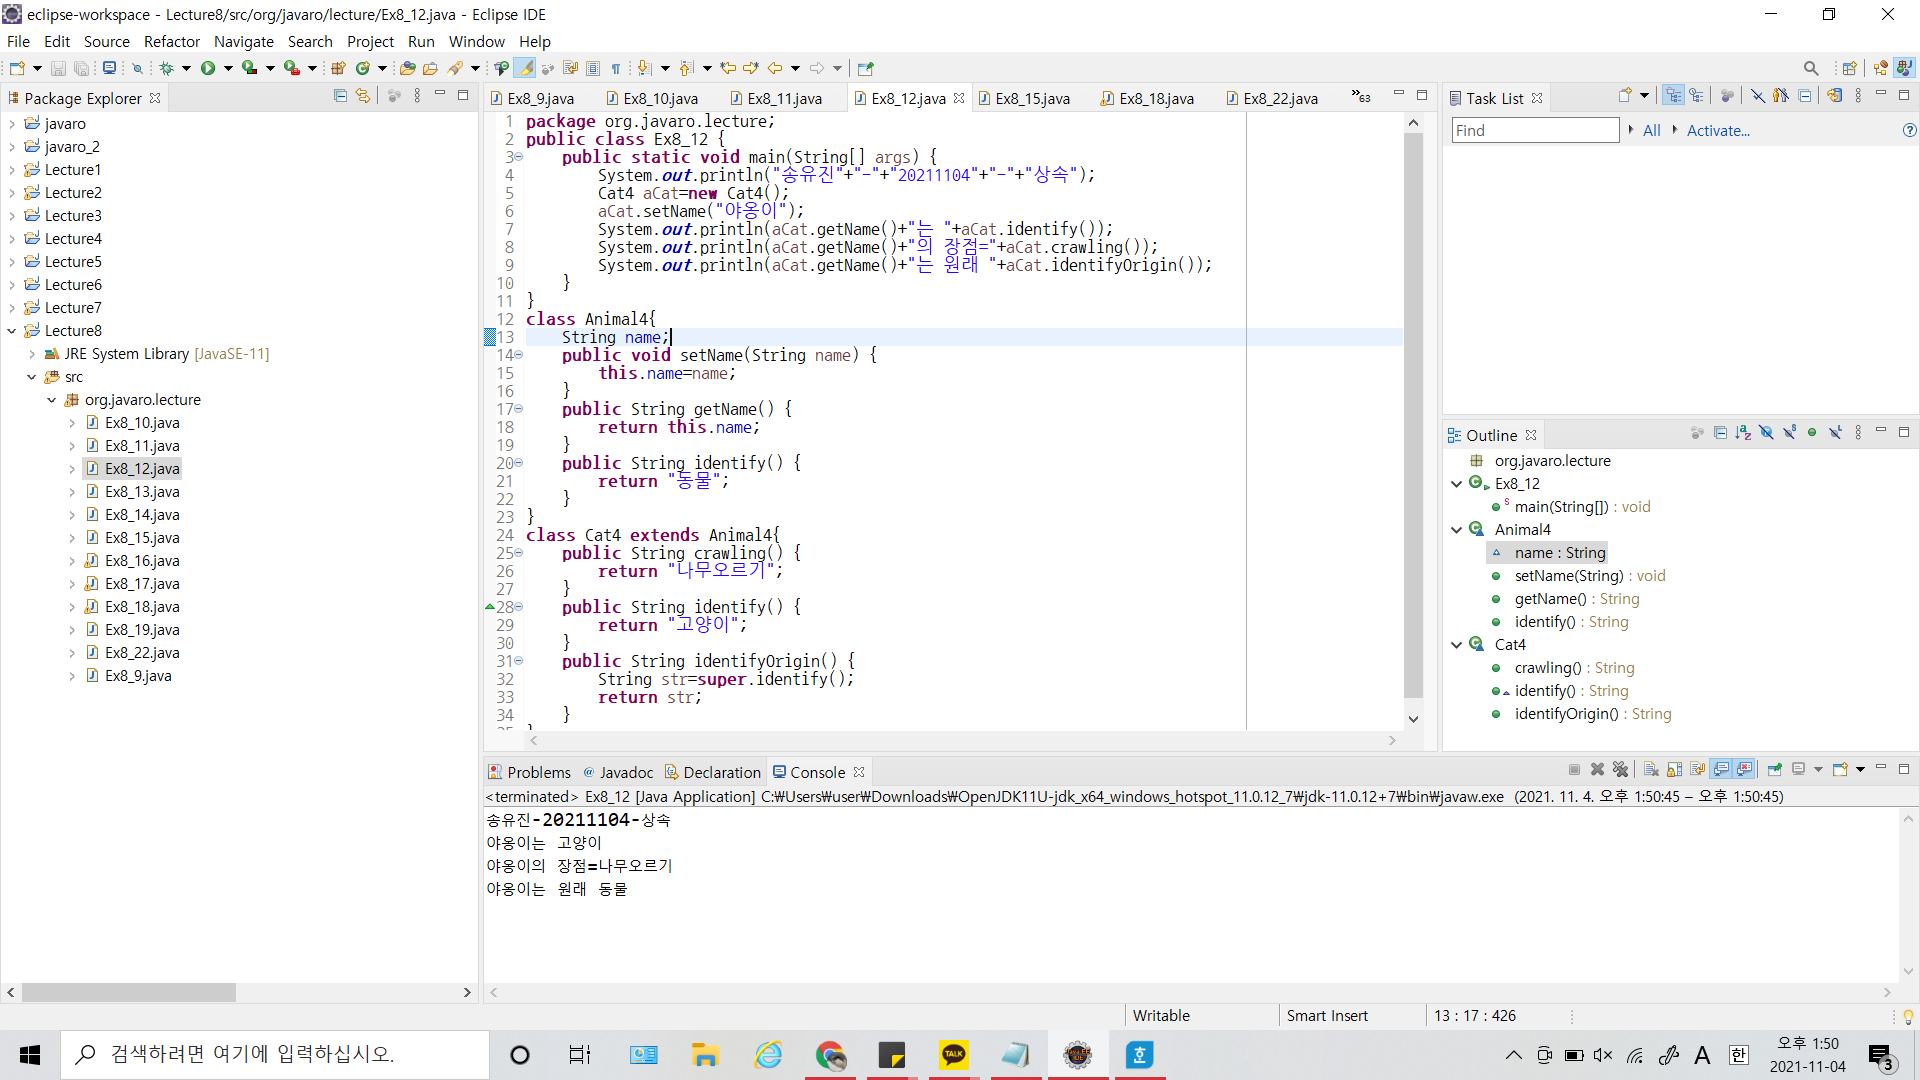 eclipse-workspace - Lecture8/src/org/javaro/lecture/Ex8_12.java - Eclipse IDE
File Edit Source Refactor Navigate Search Project Run Window Help
Package Explorer
javaro
javaro_2
Lecture1
Lecture2
Lecture3
Lecture4
Lecture5
Lecture6
Lecture7
Lecture8
JRE System Library [JavaSE-11]
src
org.javaro.lecture
Ex8_10.java
Ex8_11.java
Ex8_12.java
Ex8_13.java
Ex8_14.java
Ex8_15.java
Ex8_16.java
Ex8_17.java
Ex8_18.java
Ex8_19.java
Ex8_22.java
Ex8_9.java
Ex8_9.java Ex8_10.java Ex8_11.java Ex8_12.java Ex8_15.java Ex8_18.java Ex8_22.java »63
1 package org.javaro.lecture;
2 public class Ex8_12 {
3 public static void main(String[] args) {
4 System.out.println("송유진"+"-"+"20211104"+"-"+"상속");
5 Cat4 aCat=new Cat4();
6 aCat.setName("야옹이");
7 System.out.println(aCat.getName()+"는 "+aCat.identify());
8 System.out.println(aCat.getName()+"의 장점="+aCat.crawling());
9 System.out.println(aCat.getName()+"는 원래 "+aCat.identifyOrigin());
10 }
11 }
12 class Animal4{
13 String name;
14 public void setName(String name) {
15 this.name=name;
16 }
17 public String getName() {
18 return this.name;
19 }
20 public String identify() {
21 return "동물";
22 }
23 }
24 class Cat4 extends Animal4{
25 public String crawling() {
26 return "나무오르기";
27 }
28 public String identify() {
29 return "고양이";
30 }
31 public String identifyOrigin() {
32 String str=super.identify();
33 return str;
34 }
Task List
Find All Activate...
Outline
org.javaro.lecture
Ex8_12
main(String[]) : void
Animal4
name : String
setName(String) : void
getName() : String
identify() : String
Cat4
crawling() : String
identify() : String
identifyOrigin() : String
Problems @ Javadoc Declaration Console
<terminated> Ex8_12 [Java Application] C:₩Users₩user₩Downloads₩OpenJDK11U-jdk_x64_windows_hotspot_11.0.12_7₩jdk-11.0.12+7₩bin₩javaw.exe (2021. 11. 4. 오후 1:50:45 – 오후 1:50:45)
송유진-20211104-상속
야옹이는 고양이
야옹이의 장점=나무오르기
야옹이는 원래 동물
Writable Smart Insert 13 : 17 : 426
검색하려면 여기에 입력하십시오.
TALK
호
A 한
오후 1:50
2021-11-04
3